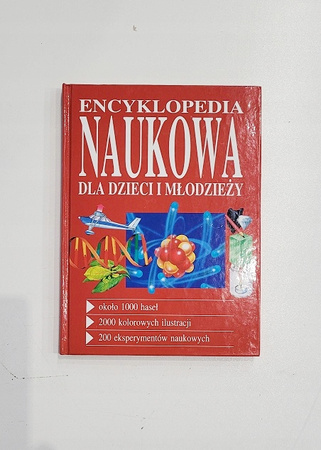 ENCYKLOPEDIA
NAUKOWA
DLA DZIECI I MŁODZIEŻY
około 1000 haseł
2000 kolorowych ilustracji
200 eksperymentów naukowych